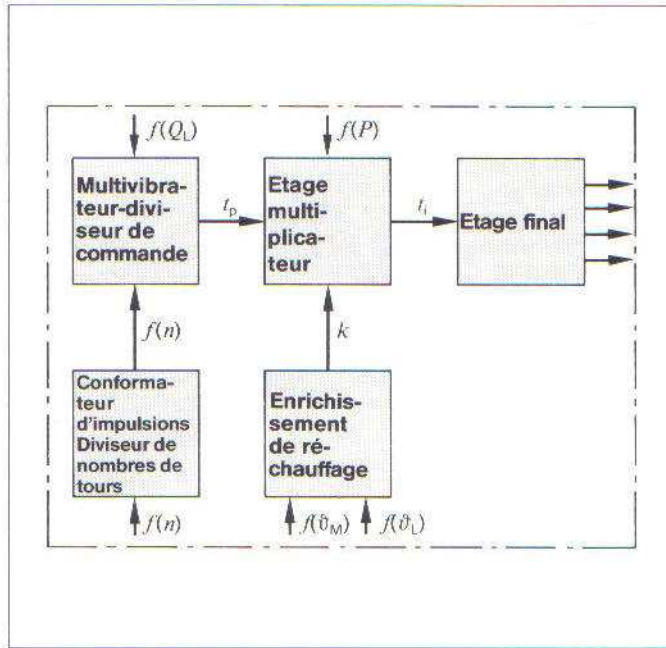 f(Q_L)
f(P)
Multivibra-
teur-divi-
seur de
commande
t_p
Etage
multi-
plica-
teur
t_i
Etage final
f(n)
k
Conforma-
teur
d'impulsions
Diviseur de
nombres de
tours
Enrichis-
sement
de ré-
chauffage
f(n)
f(ϑ_M)
f(ϑ_L)